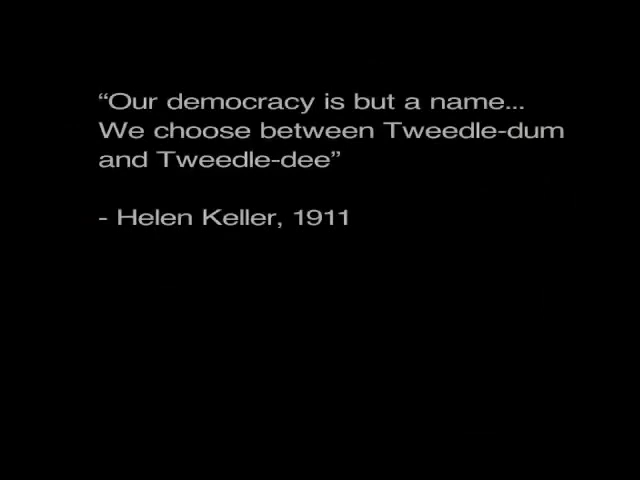 “Our democracy is but a name...
We choose between Tweedle-dum
and Tweedle-dee”
- Helen Keller, 1911